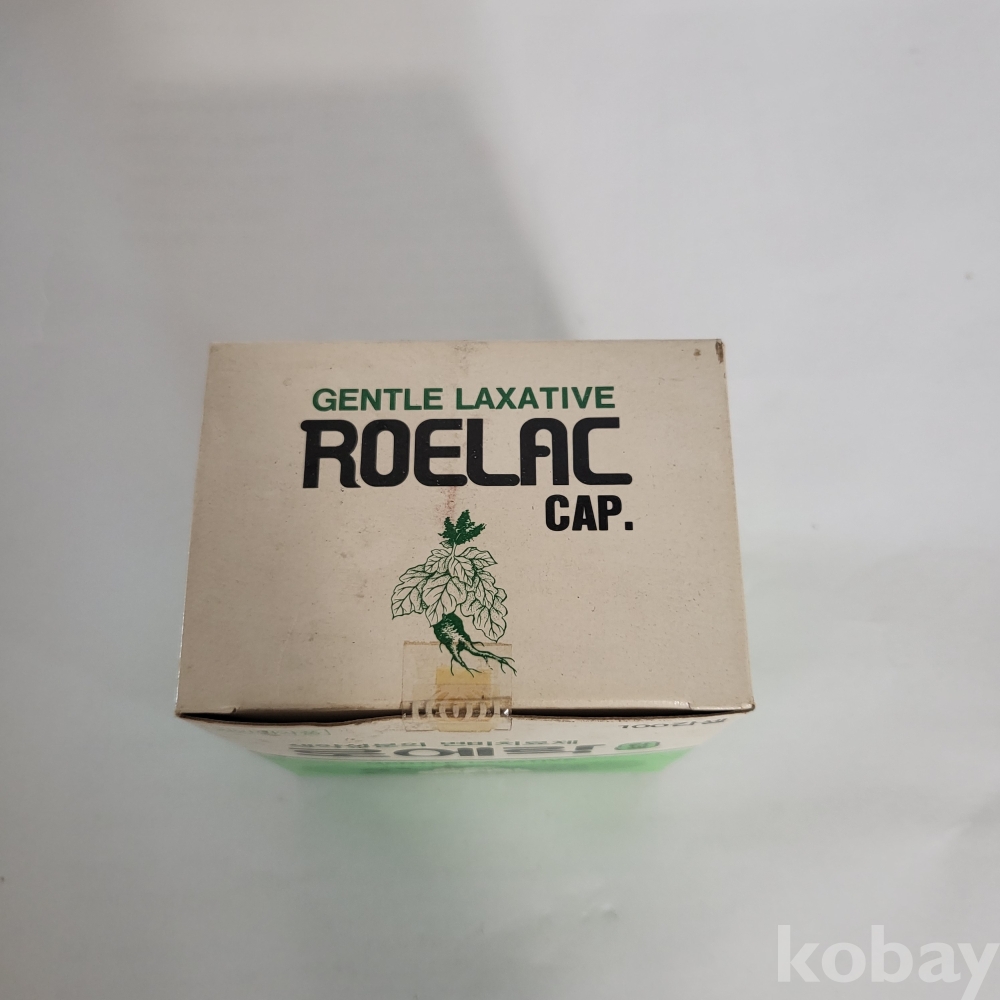 GENTLE LAXATIVE
ROELAC
CAP.
kobay